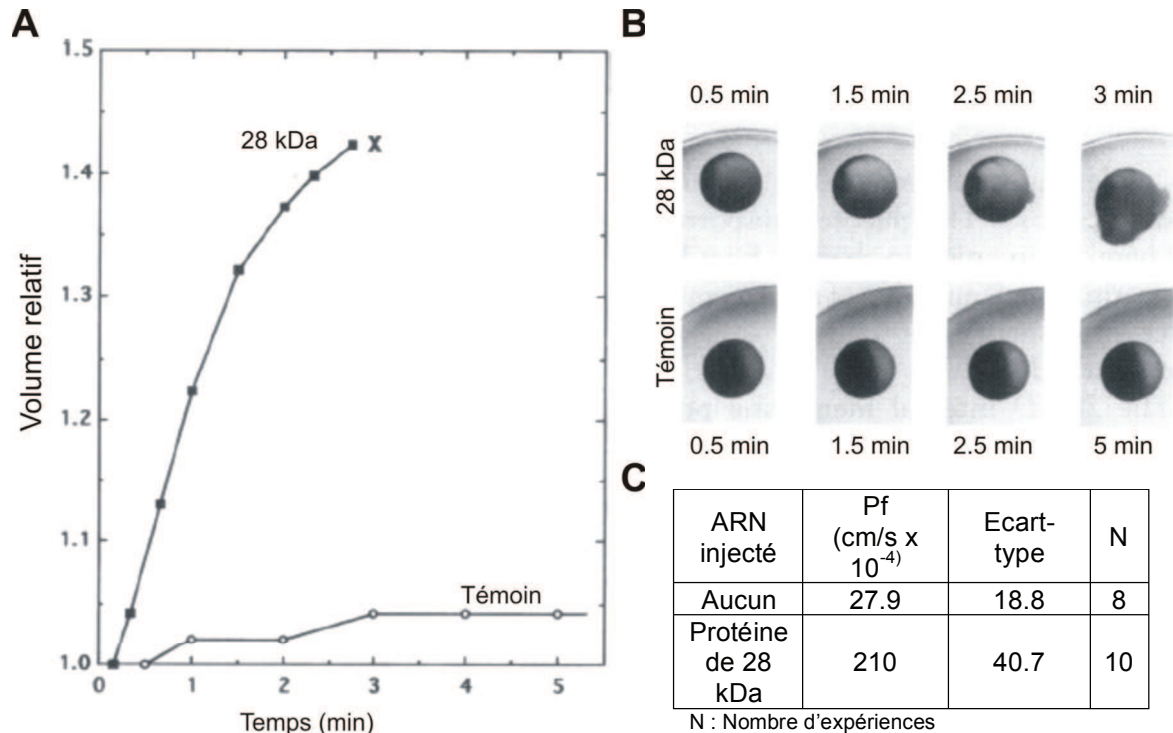 A
1.5
1.4
1.3
1.2
1.1
1.0
0
1
2
3
4
5
Volume relatif
Temps (min)
28 kDa
X
Témoin
B
0.5 min 1.5 min 2.5 min 3 min
28 kDa
Témoin
0.5 min 1.5 min 2.5 min 5 min
C
ARN injecté
Pf (cm/s x 10⁻⁴⁾
Ecart-type
N
Aucun 27.9 18.8 8
Protéine de 28 kDa 210 40.7 10
N : Nombre d'expériences